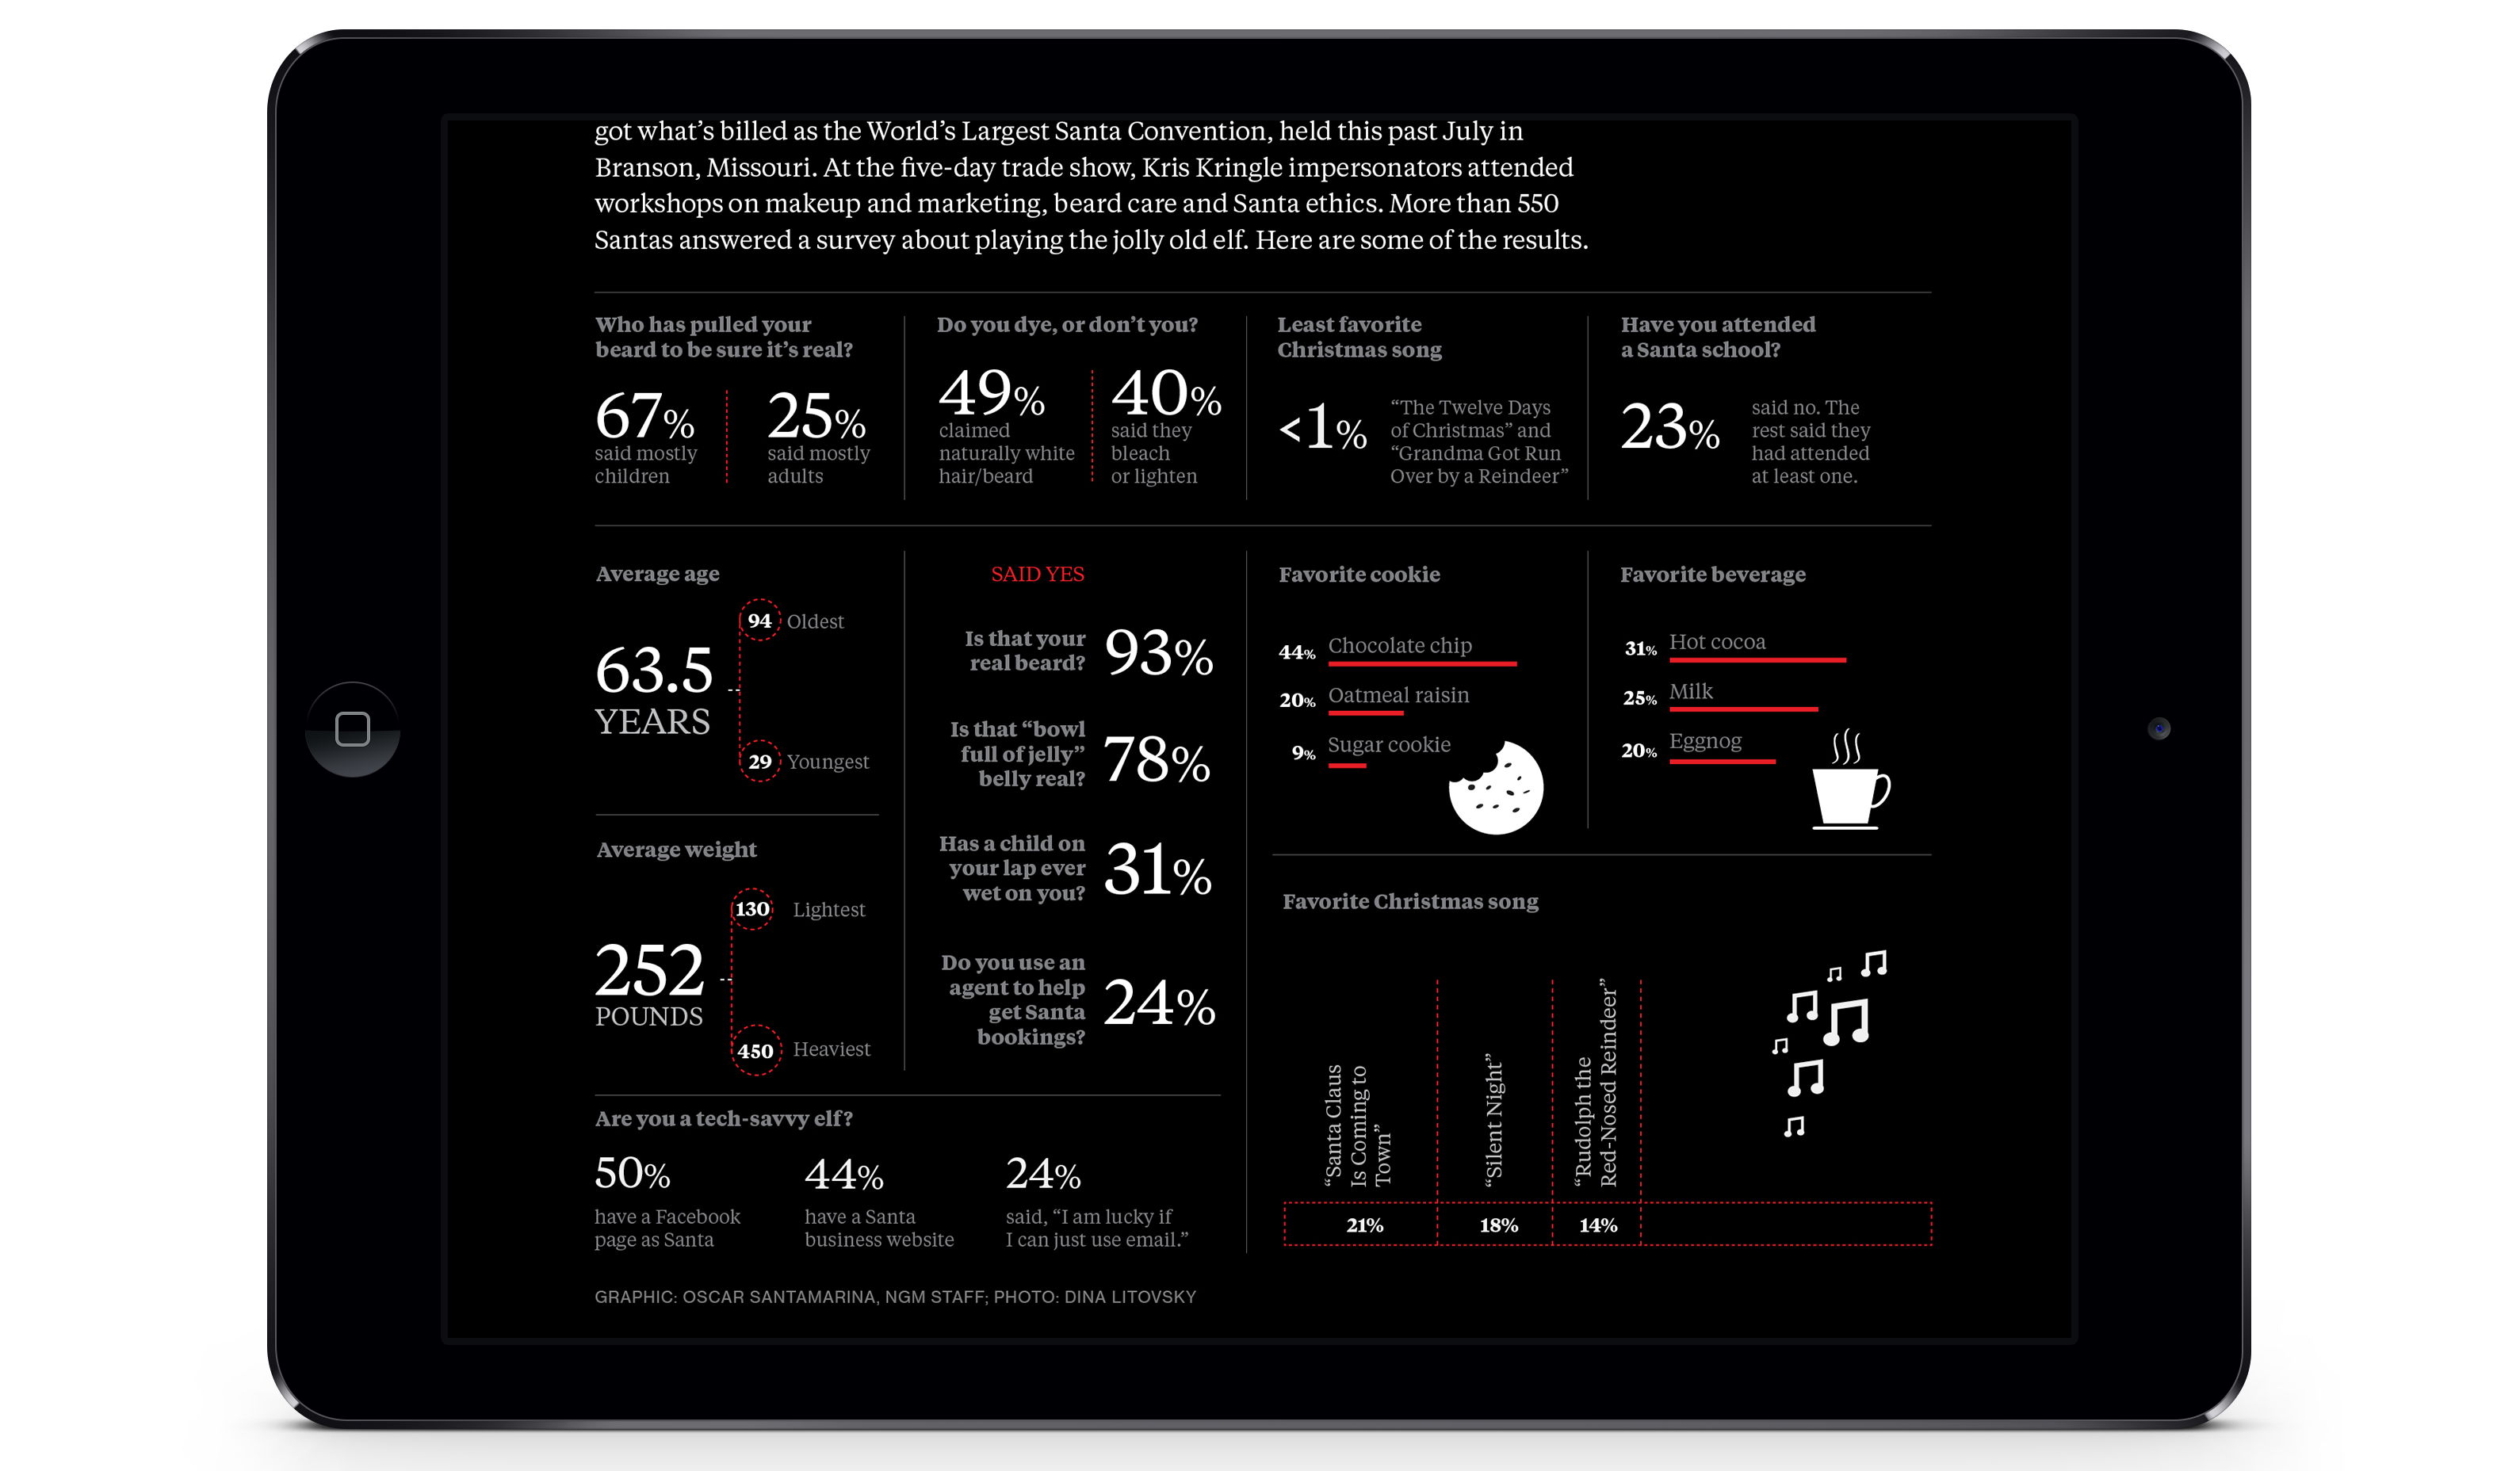 got what’s billed as the World’s Largest Santa Convention, held this past July in
Branson, Missouri. At the five-day trade show, Kris Kringle impersonators attended
workshops on makeup and marketing, beard care and Santa ethics. More than 550
Santas answered a survey about playing the jolly old elf. Here are some of the results.
Who has pulled your
beard to be sure it’s real?
67%
said mostly
children
25%
said mostly
adults
Do you dye, or don’t you?
49%
claimed
naturally white
hair/beard
40%
said they
bleach
or lighten
Least favorite
Christmas song
<1%
“The Twelve Days
of Christmas” and
“Grandma Got Run
Over by a Reindeer”
Have you attended
a Santa school?
23%
said no. The
rest said they
had attended
at least one.
Average age
63.5
YEARS
94 Oldest
29 Youngest
Average weight
252
POUNDS
130 Lightest
450 Heaviest
SAID YES
Is that your
real beard?
93%
Is that “bowl
full of jelly”
belly real?
78%
Has a child on
your lap ever
wet on you?
31%
Do you use an
agent to help
get Santa
bookings?
24%
Favorite cookie
44% Chocolate chip
20% Oatmeal raisin
9% Sugar cookie
Favorite beverage
31% Hot cocoa
25% Milk
20% Eggnog
Favorite Christmas song
“Santa Claus
Is Coming to
Town”
21%
“Silent Night”
18%
“Rudolph the
Red-Nosed Reindeer”
14%
Are you a tech-savvy elf?
50%
have a Facebook
page as Santa
44%
have a Santa
business website
24%
said, “I am lucky if
I can just use email.”
GRAPHIC: OSCAR SANTAMARINA, NGM STAFF; PHOTO: DINA LITOVSKY